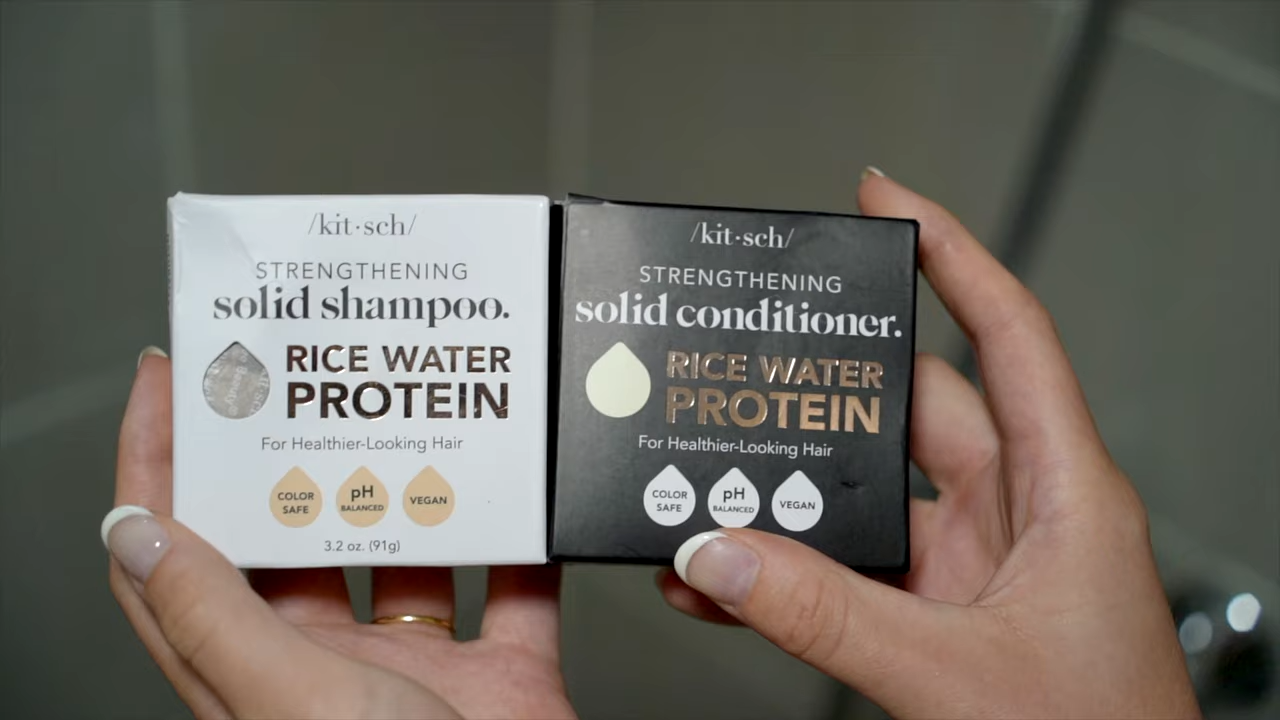 /kit·sch/
STRENGTHENING
solid shampoo.
RICE WATER
PROTEIN
For Healthier-Looking Hair
COLOR
SAFE
pH
BALANCED
VEGAN
3.2 oz. (91g)
/kit·sch/
STRENGTHENING
solid conditioner.
RICE WATER
PROTEIN
For Healthier-Looking Hair
COLOR
SAFE
pH
BALANCED
VEGAN